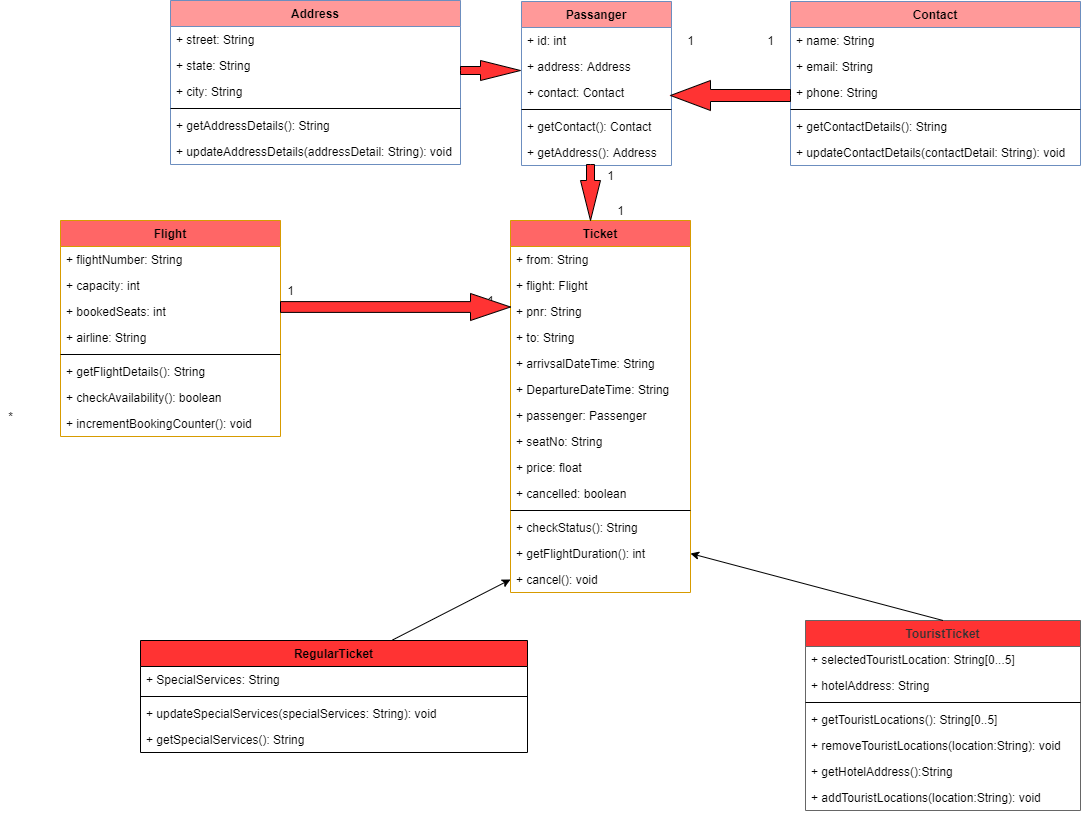 Address
+ street: String
+ state: String
+ city: String
+ getAddressDetails(): String
+ updateAddressDetails(addressDetail: String): void
Passanger
+ id: int
+ address: Address
+ contact: Contact
+ getContact(): Contact
+ getAddress(): Address
1
1
Contact
+ name: String
+ email: String
+ phone: String
+ getContactDetails(): String
+ updateContactDetails(contactDetail: String): void
1
1
Flight
+ flightNumber: String
+ capacity: int
+ bookedSeats: int
+ airline: String
+ getFlightDetails(): String
+ checkAvailability(): boolean
+ incrementBookingCounter(): void
*
1
1
Ticket
+ from: String
+ flight: Flight
+ pnr: String
+ to: String
+ arrivsalDateTime: String
+ DepartureDateTime: String
+ passenger: Passenger
+ seatNo: String
+ price: float
+ cancelled: boolean
+ checkStatus(): String
+ getFlightDuration(): int
+ cancel(): void
RegularTicket
+ SpecialServices: String
+ updateSpecialServices(specialServices: String): void
+ getSpecialServices(): String
TouristTicket
+ selectedTouristLocation: String[0...5]
+ hotelAddress: String
+ getTouristLocations(): String[0..5]
+ removeTouristLocations(location:String): void
+ getHotelAddress():String
+ addTouristLocations(location:String): void